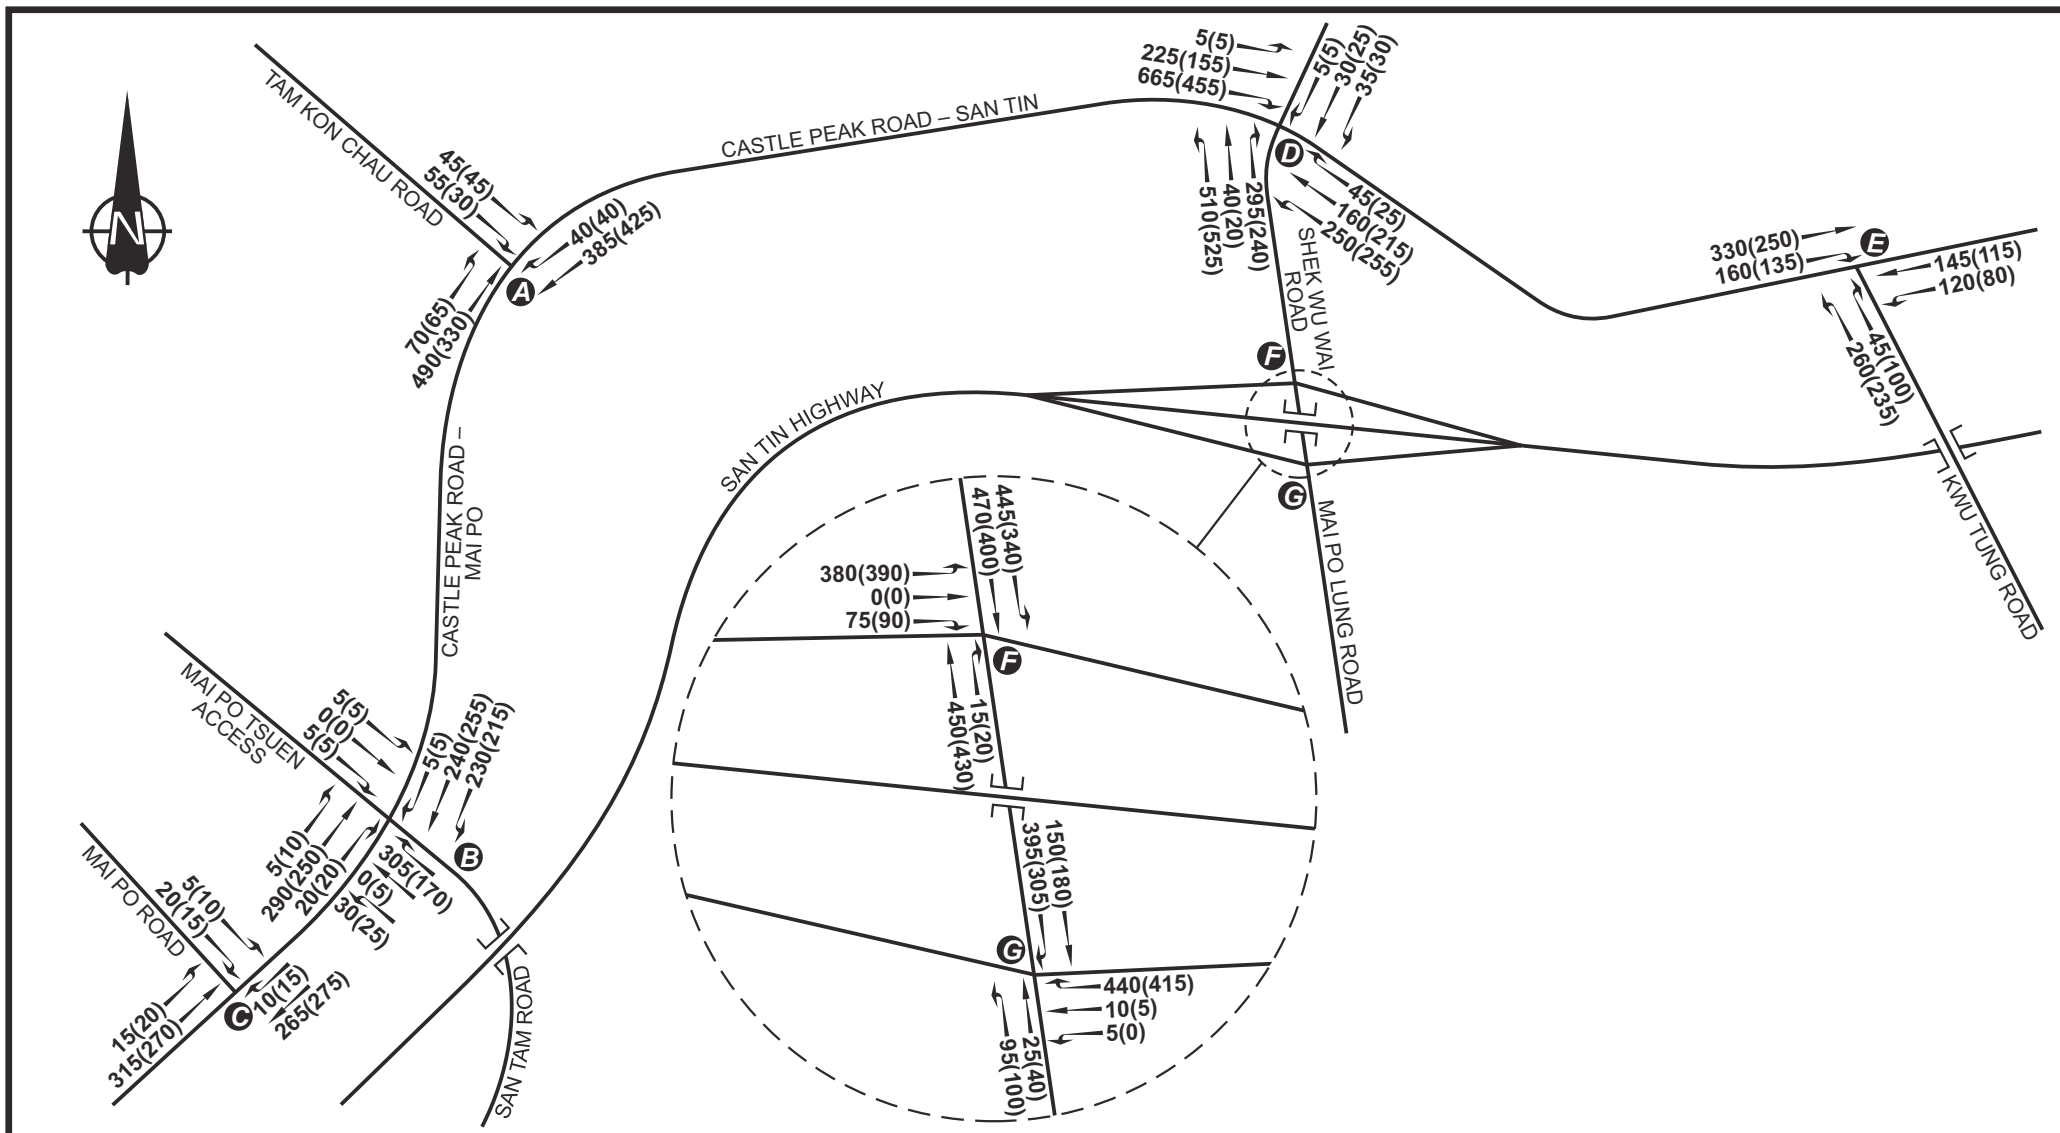 N
TAM KON CHAU ROAD
45(45)
55(30)
40(40)
385(425)
70(65)
490(330)
A
CASTLE PEAK ROAD – SAN TIN
5(5)
225(155)
665(455)
5(5)
30(25)
35(30)
D
510(525)
40(20)
295(240)
45(25)
160(215)
250(255)
SHEK WU WAI
ROAD
330(250)
160(135)
E
145(115)
120(80)
45(100)
260(235)
KWU TUNG ROAD
F
G
MAI PO LUNG ROAD
SAN TIN HIGHWAY
CASTLE PEAK ROAD –
MAI PO
445(340)
470(400)
380(390)
0(0)
75(90)
F
15(20)
450(430)
150(180)
395(305)
G
440(415)
10(5)
5(0)
25(40)
95(100)
MAI PO TSUEN
ACCESS
5(5)
0(0)
5(5)
5(5)
240(255)
230(215)
B
5(10)
290(250)
20(20)
305(170)
0(5)
30(25)
MAI PO ROAD
5(10)
20(15)
C
10(15)
265(275)
15(20)
315(270)
SAN TAM ROAD